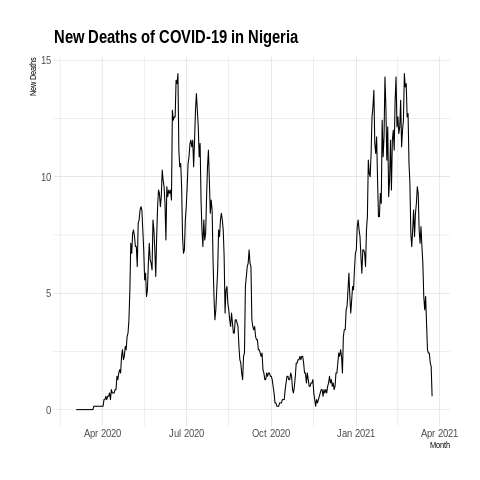 New Deaths of COVID-19 in Nigeria
New Deaths
15
10
5
0
Apr 2020 Jul 2020 Oct 2020 Jan 2021 Apr 2021
Month